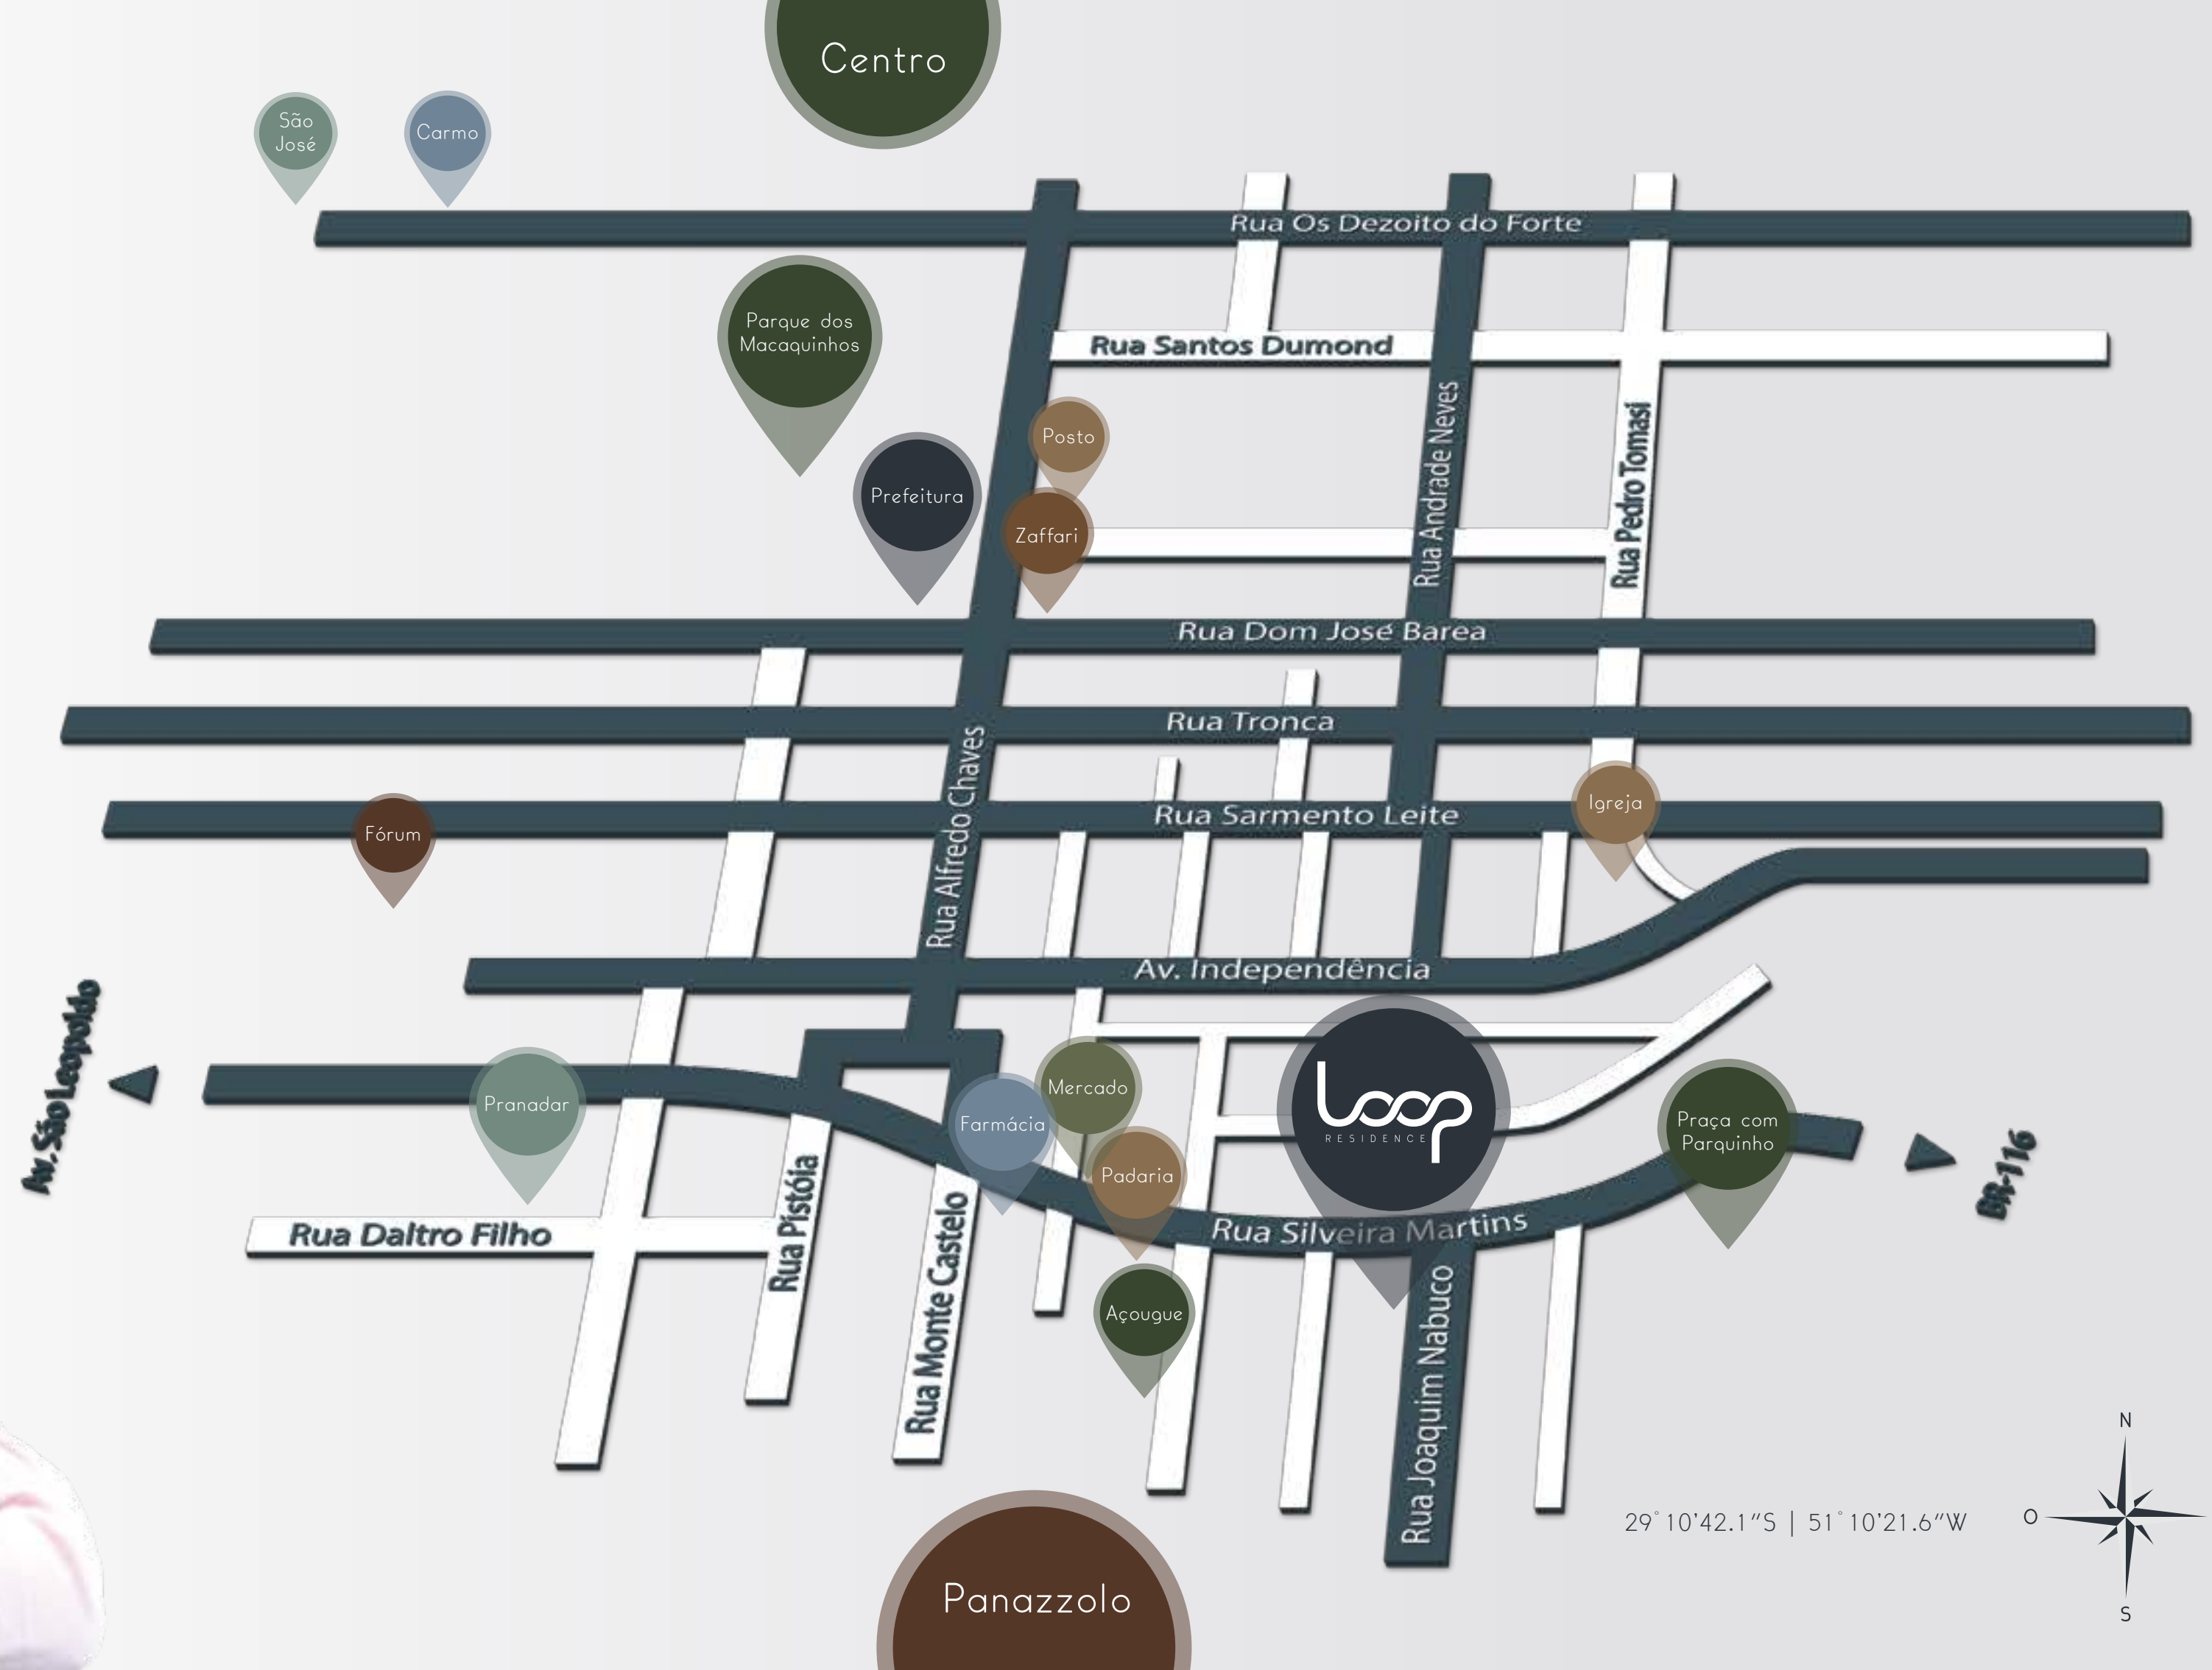 Centro
São
José
Carmo
Rua Os Dezoito do Forte
Parque dos
Macaquinhos
Rua Santos Dumond
Posto
Rua Andrade Neves
Rua Pedro Tomasi
Prefeitura
Zaffari
Rua Dom José Barea
Rua Tronca
Rua Alfredo Chaves
Igreja
Rua Sarmento Leite
Fórum
Av. Independência
Av. São Leopoldo
Pranadar
Mercado
Farmácia
Loop
RESIDENCE
Praça com
Parquinho
BR-116
Padaria
Rua Daltro Filho
Rua Pistóia
Rua Monte Castelo
Rua Silveira Martins
Açougue
Rua Joaquim Nabuco
N
29°10'42.1"S | 51°10'21.6"W
O
S
Panazzolo